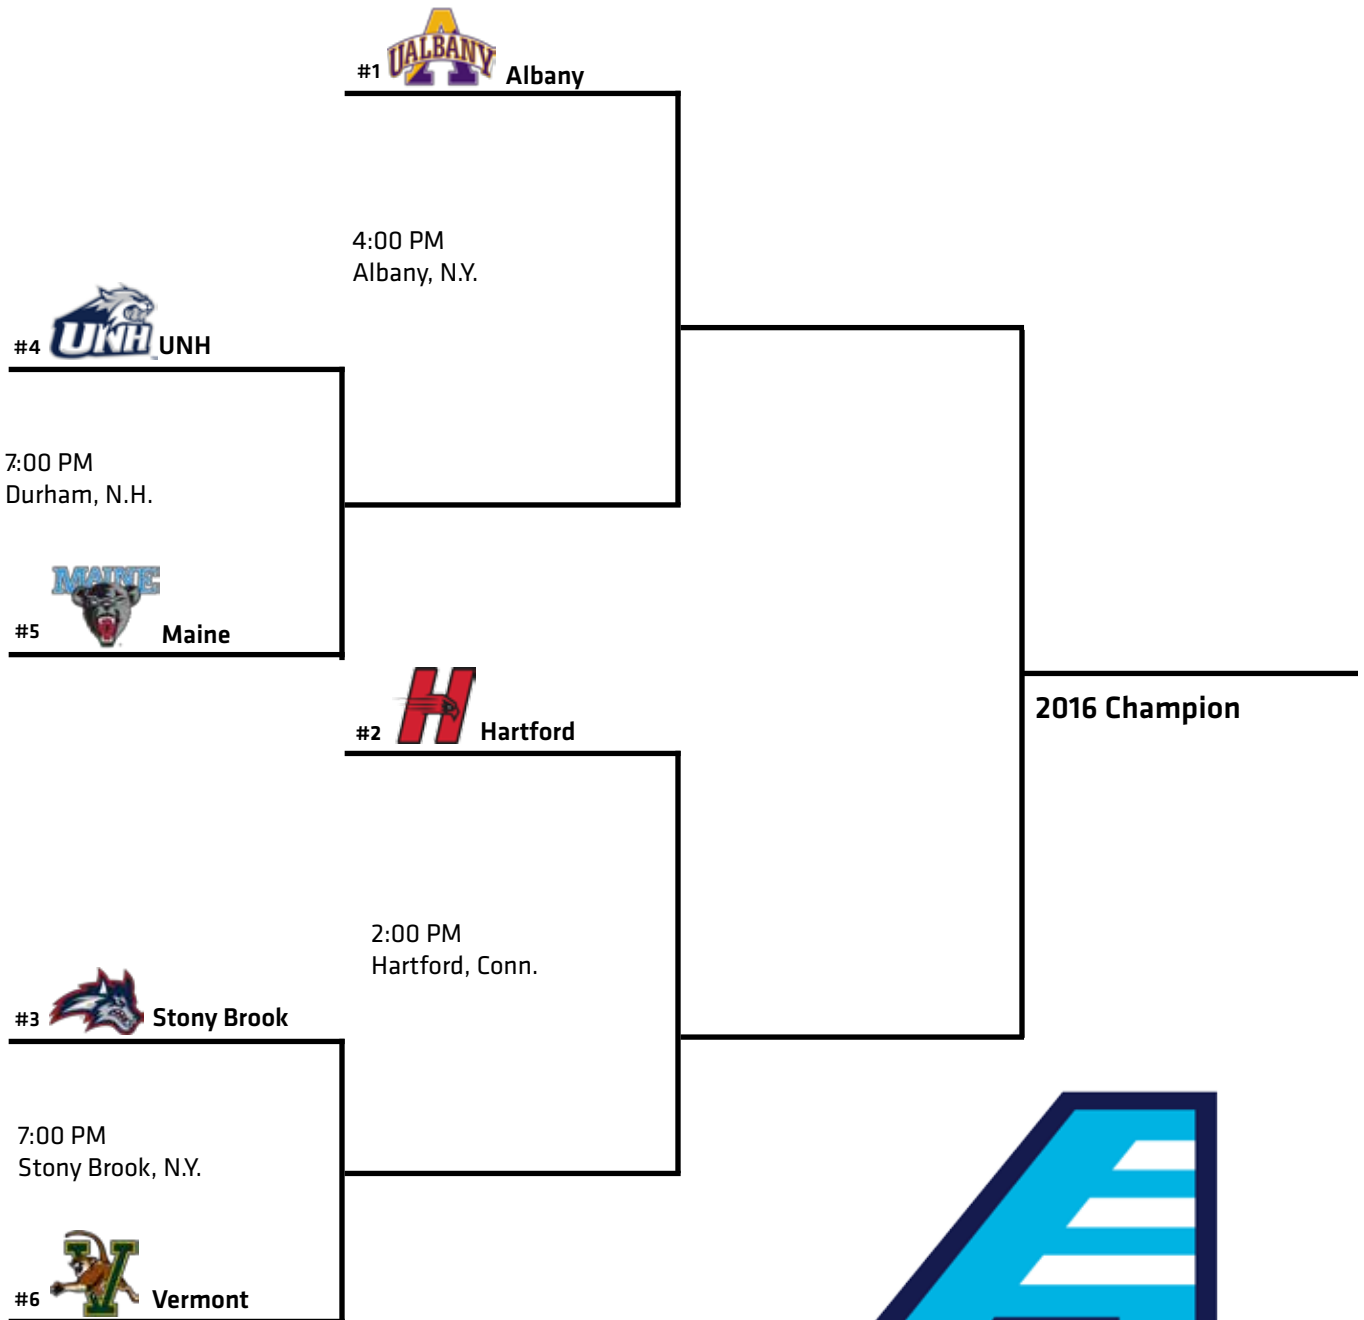 #1 UALBANY Albany
4:00 PM
Albany, N.Y.
#4 UNH UNH
7:00 PM
Durham, N.H.
MAINE
#5 Maine
#2 H Hartford
2016 Champion
2:00 PM
Hartford, Conn.
#3 Stony Brook
7:00 PM
Stony Brook, N.Y.
#6 V Vermont